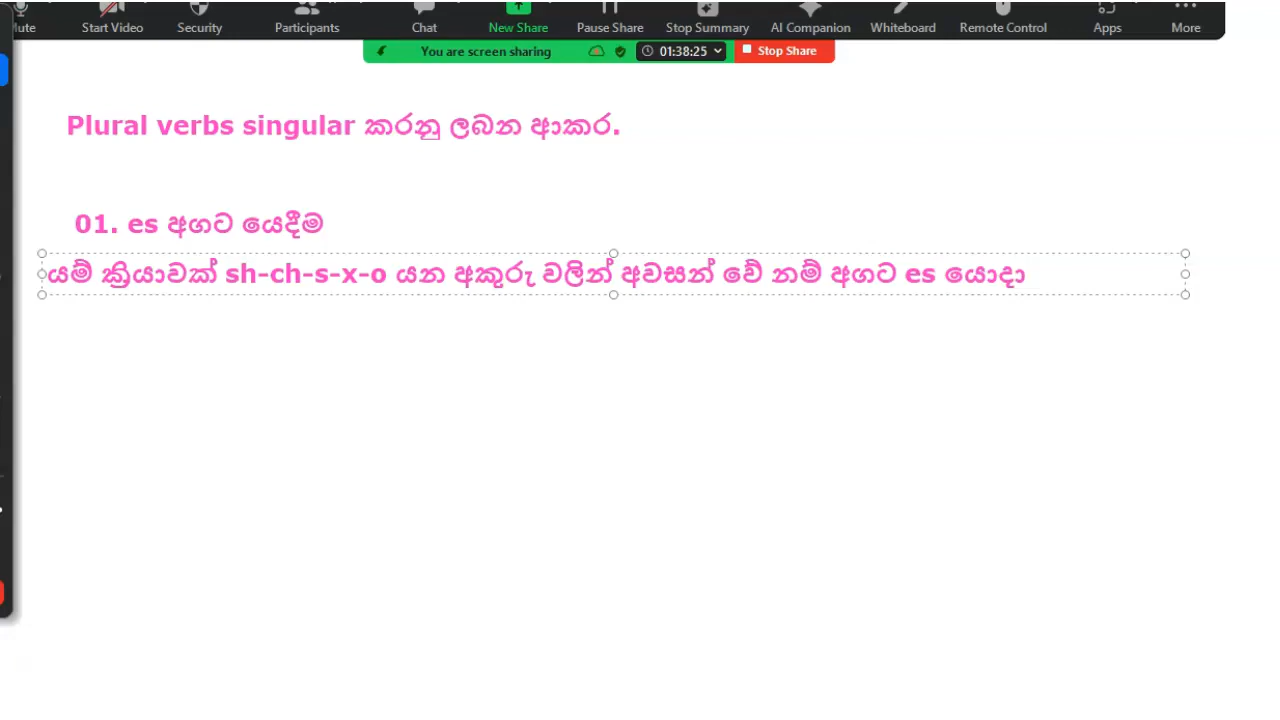 Mute Start Video Security Participants Chat New Share Pause Share Stop Summary AI Companion Whiteboard Remote Control Apps More
You are screen sharing 01:38:25 Stop Share
Plural verbs singular කරනු ලබන ආකර.
01. es අගට යෙදීම
යම් ක්‍රියාවක් sh-ch-s-x-o යන අකුරු වලින් අවසන් වේ නම් අගට es යොදා